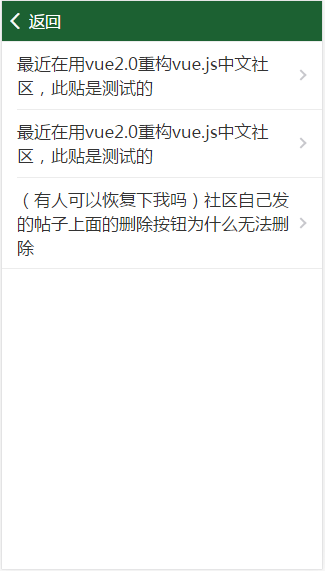 返回
最近在用vue2.0重构vue.js中文社
区，此贴是测试的
最近在用vue2.0重构vue.js中文社
区，此贴是测试的
（有人可以恢复下我吗）社区自己发
的帖子上面的删除按钮为什么无法删
除